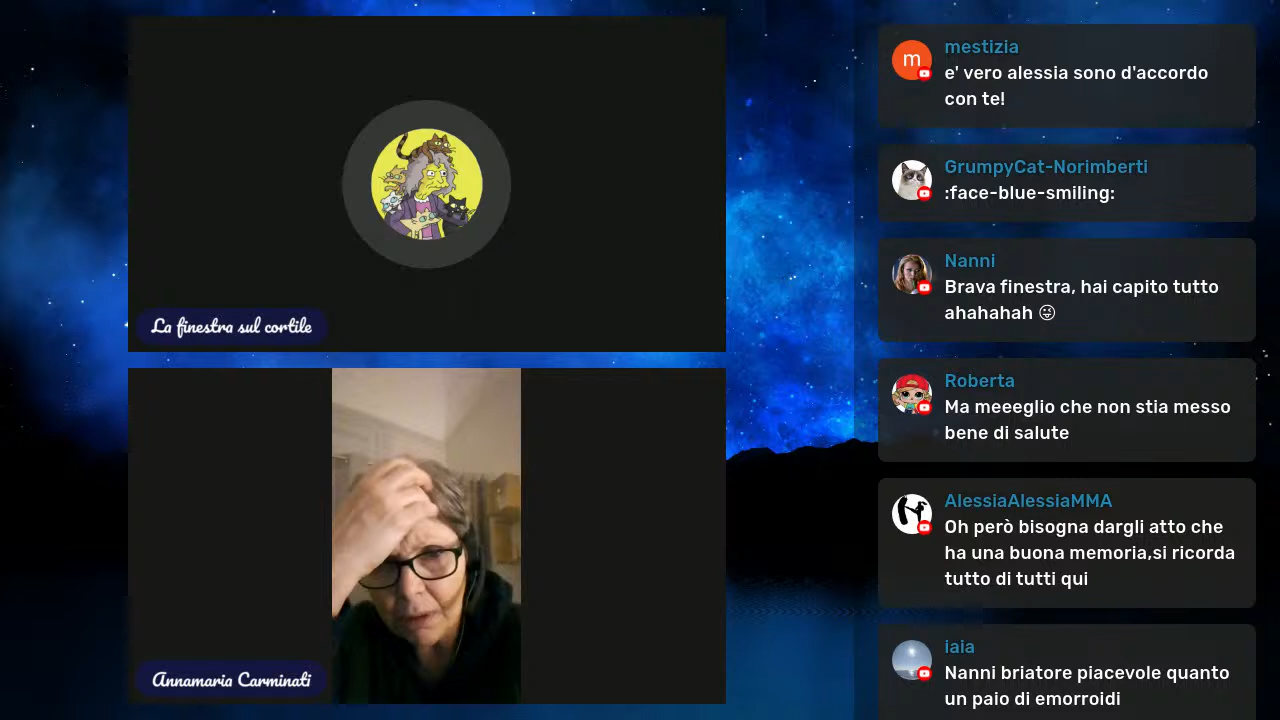 La finestra sul cortile
Annamaria Carminati
m
mestizia
e' vero alessia sono d'accordo
con te!
GrumpyCat-Norimberti
:face-blue-smiling:
Nanni
Brava finestra, hai capito tutto
ahahahah 😜
Roberta
Ma meeeglio che non stia messo
bene di salute
AlessiaAlessiaMMA
Oh però bisogna dargli atto che
ha una buona memoria,si ricorda
tutto di tutti qui
iaia
Nanni briatore piacevole quanto
un paio di emorroidi